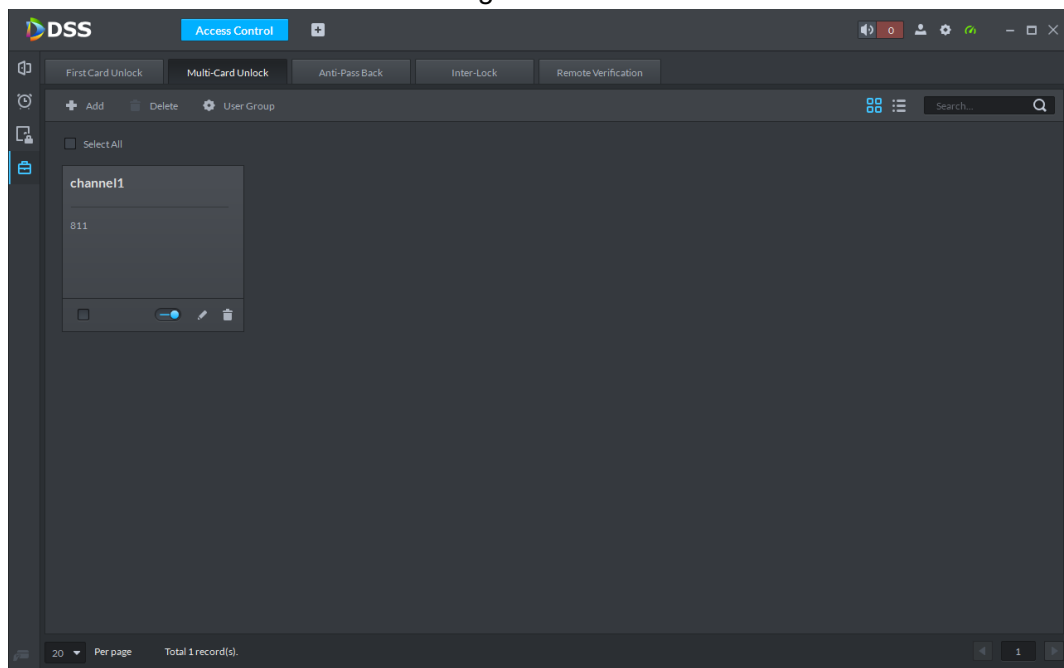 DSS Access Control 0
First Card Unlock Multi-Card Unlock Anti-Pass Back Inter-Lock Remote Verification
Add Delete User Group Search...
Select All
channel1
811
20 Per page Total 1 record(s). 1